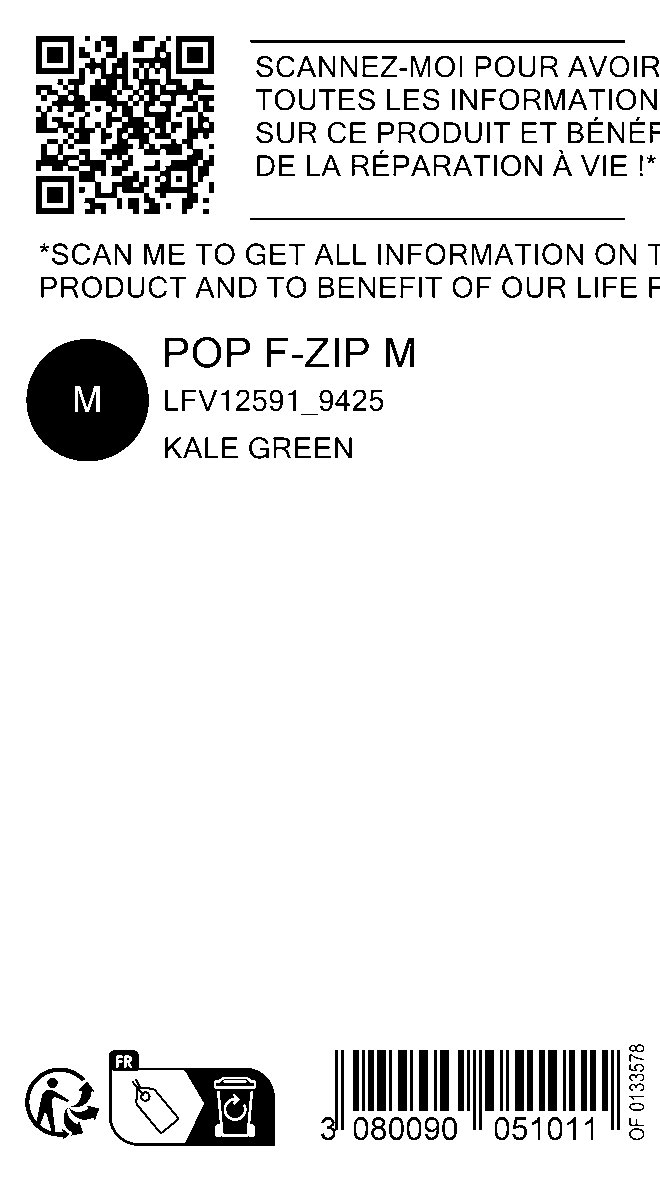 SCANNEZ-MOI POUR AVOIR
TOUTES LES INFORMATION
SUR CE PRODUIT ET BÉNÉF
DE LA RÉPARATION À VIE !*
*SCAN ME TO GET ALL INFORMATION ON T
PRODUCT AND TO BENEFIT OF OUR LIFE R
POP F-ZIP M
M
LFV12591_9425
KALE GREEN
FR
3 080090 051011
OF 0133578